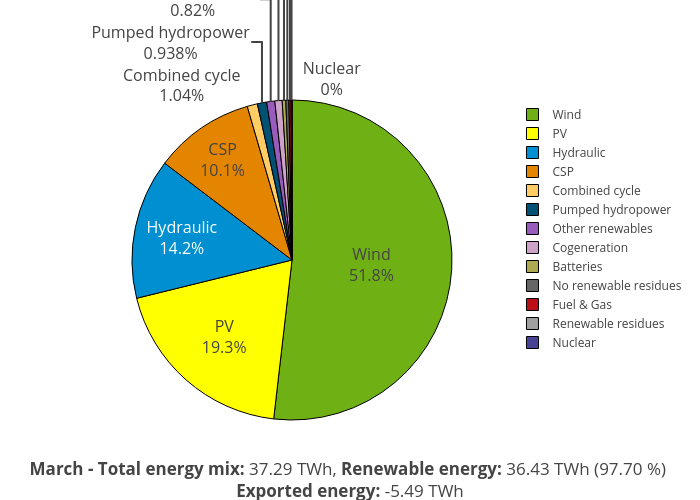 0.82%
Pumped hydropower
0.938%
Combined cycle
1.04%
Nuclear
0%
CSP
10.1%
Hydraulic
14.2%
Wind
51.8%
PV
19.3%
Wind
PV
Hydraulic
CSP
Combined cycle
Pumped hydropower
Other renewables
Cogeneration
Batteries
No renewable residues
Fuel & Gas
Renewable residues
Nuclear
March - Total energy mix: 37.29 TWh, Renewable energy: 36.43 TWh (97.70 %)
Exported energy: -5.49 TWh